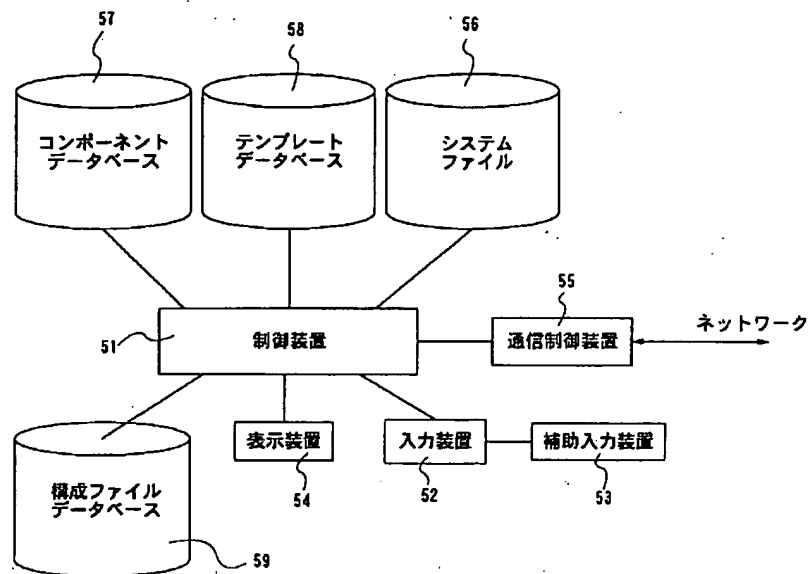 57
58
56
コンポーネント
データベース
テンプレート
データベース
システム
ファイル
55
51
制御装置
通信制御装置
ネットワーク
構成ファイル
データベース
表示装置
入力装置
補助入力装置
54
52
53
59